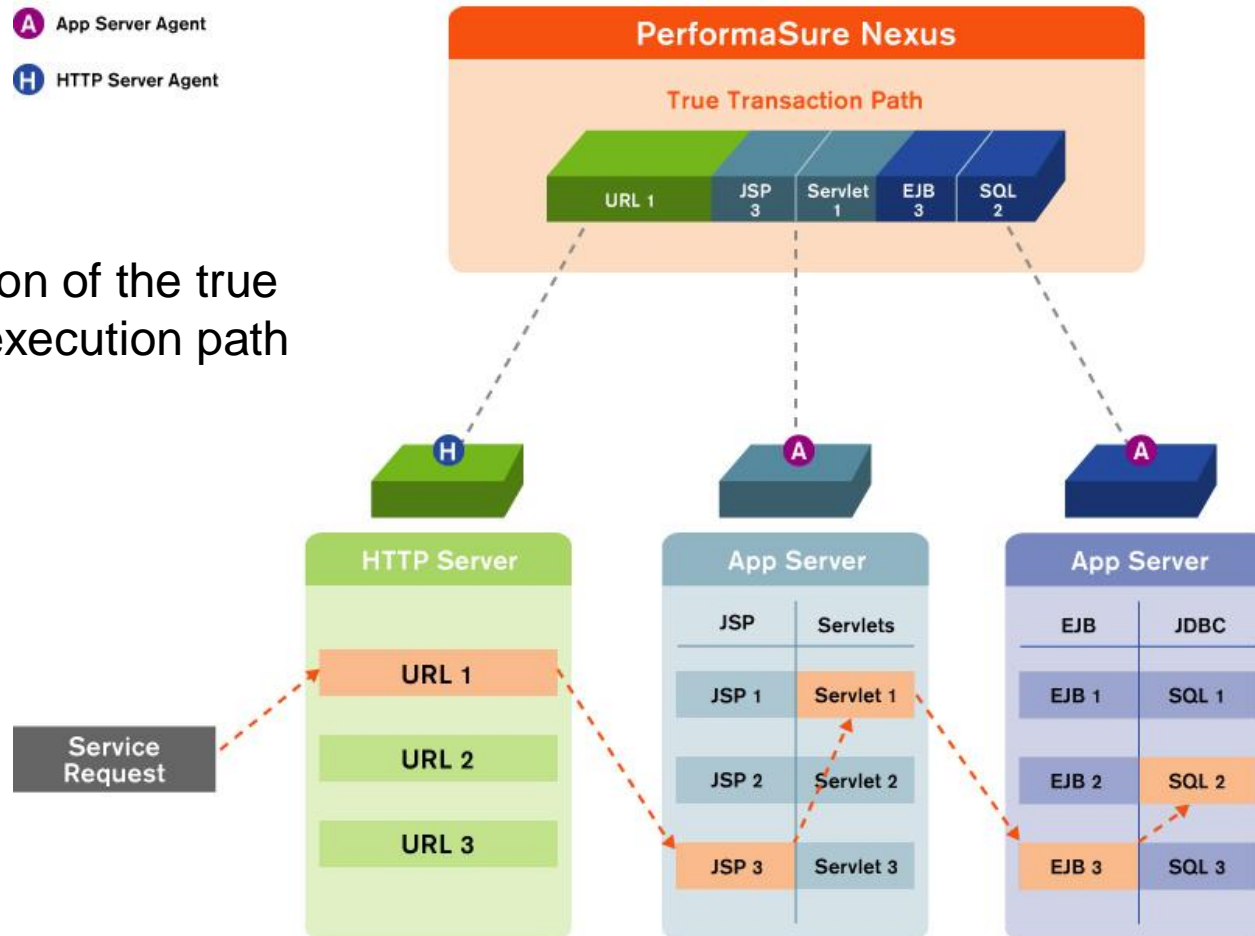 A App Server Agent
H HTTP Server Agent
PerformaSure Nexus
True Transaction Path
URL 1
JSP
3
Servlet
1
EJB
3
SQL
2
on of the true
execution path
H
A
A
HTTP Server
URL 1
URL 2
URL 3
Service
Request
App Server
JSP Servlets
JSP 1 Servlet 1
JSP 2 Servlet 2
JSP 3 Servlet 3
App Server
EJB JDBC
EJB 1 SQL 1
EJB 2 SQL 2
EJB 3 SQL 3